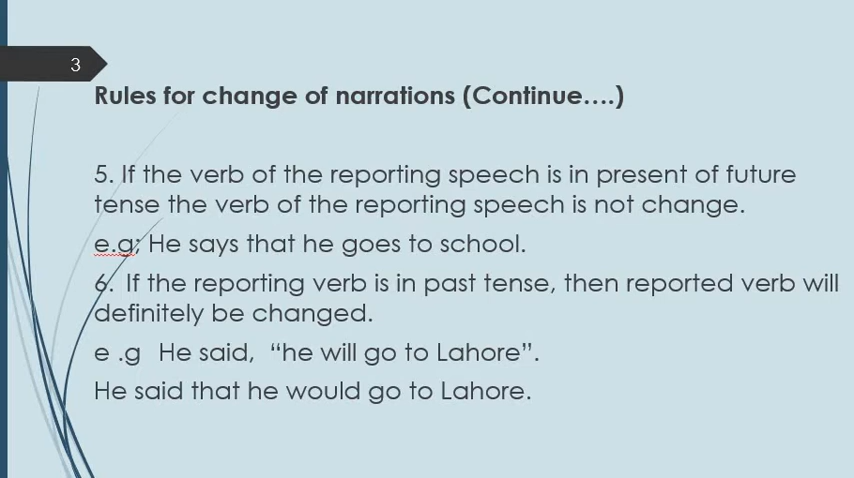 3
Rules for change of narrations (Continue....)
5. If the verb of the reporting speech is in present of future
tense the verb of the reporting speech is not change.
e.g; He says that he goes to school.
6. If the reporting verb is in past tense, then reported verb will
definitely be changed.
e .g He said, “he will go to Lahore”.
He said that he would go to Lahore.